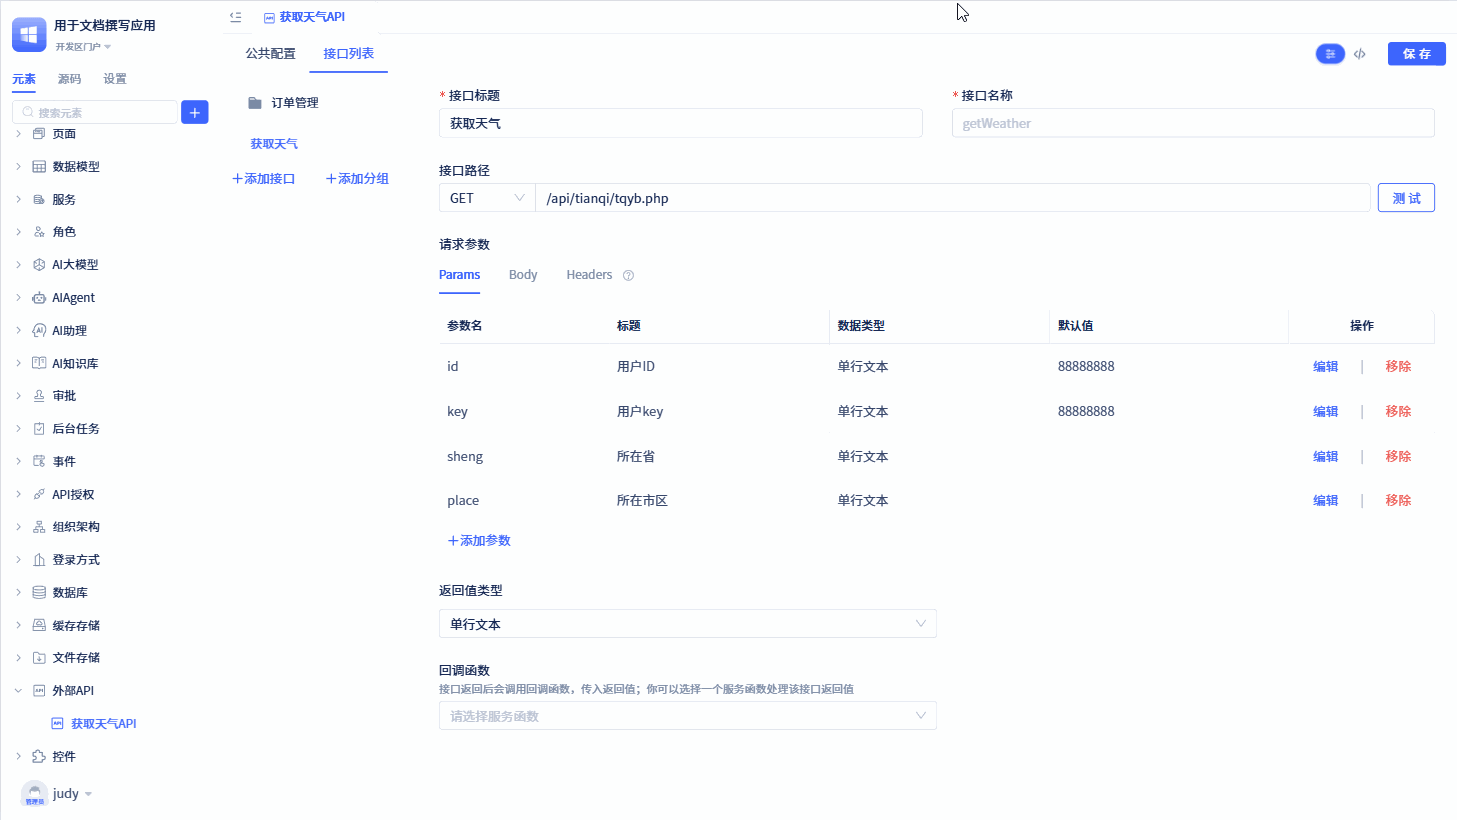 用于文档撰写应用
开发区门户
元素 源码 设置
搜索元素
页面
数据模型
服务
角色
AI大模型
AIAgent
AI助理
AI知识库
审批
后台任务
事件
API授权
组织架构
登录方式
数据库
缓存存储
文件存储
外部API
获取天气API
控件
管理员
judy
获取天气API
公共配置 接口列表
保存
订单管理
获取天气
+添加接口 +添加分组
* 接口标题
获取天气
* 接口名称
getWeather
接口路径
GET /api/tianqi/tqyb.php 测试
请求参数
Params Body Headers
参数名 标题 数据类型 默认值 操作
id 用户ID 单行文本 88888888 编辑 | 移除
key 用户key 单行文本 88888888 编辑 | 移除
sheng 所在省 单行文本 编辑 | 移除
place 所在市区 单行文本 编辑 | 移除
+添加参数
返回值类型
单行文本
回调函数
接口返回后会调用回调函数，传入返回值；你可以选择一个服务函数处理该接口返回值
请选择服务函数